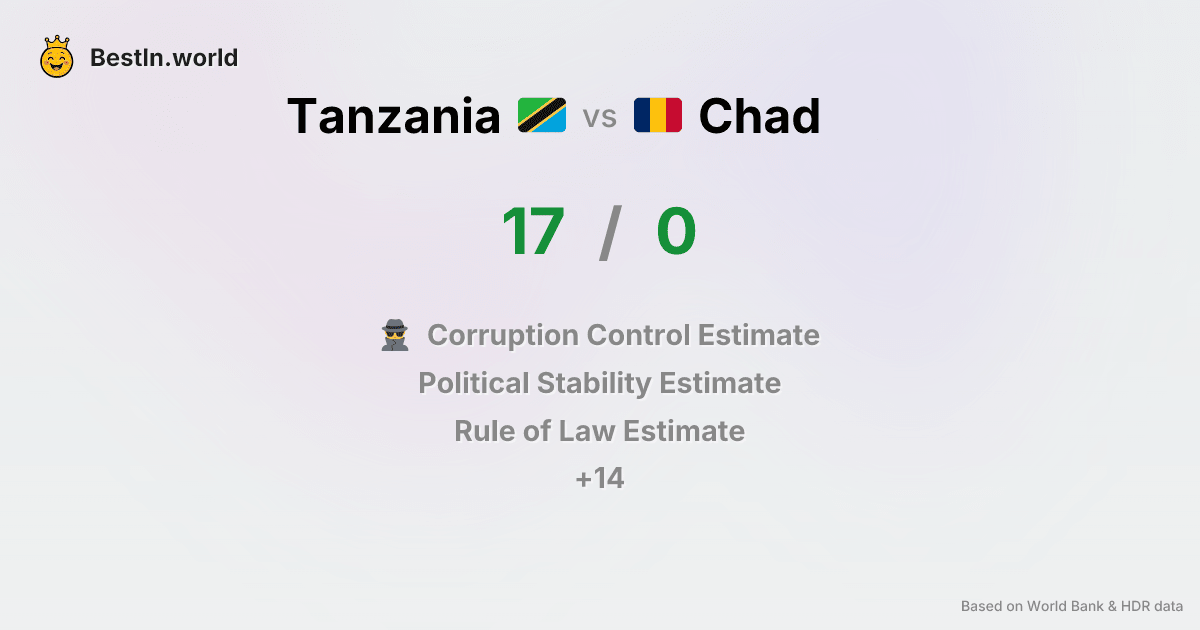 BestIn.world
Tanzania vs Chad
17 / 0
Corruption Control Estimate
Political Stability Estimate
Rule of Law Estimate
+14
Based on World Bank & HDR data